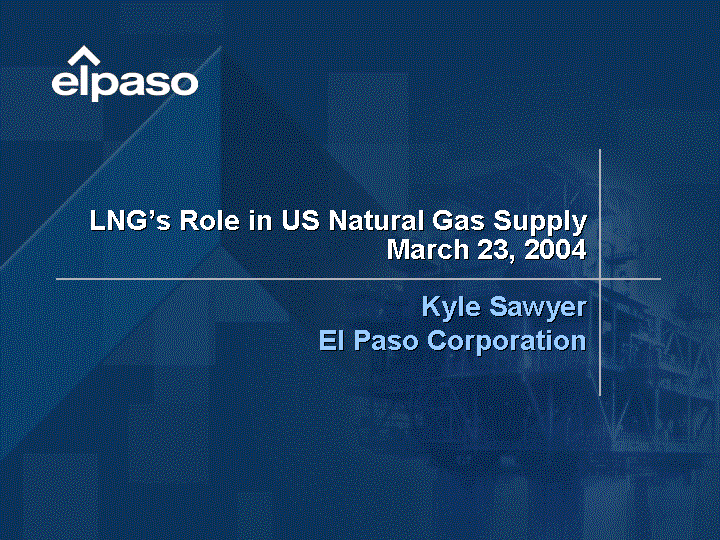 elpaso
LNG's Role in US Natural Gas Supply
March 23, 2004
Kyle Sawyer
El Paso Corporation